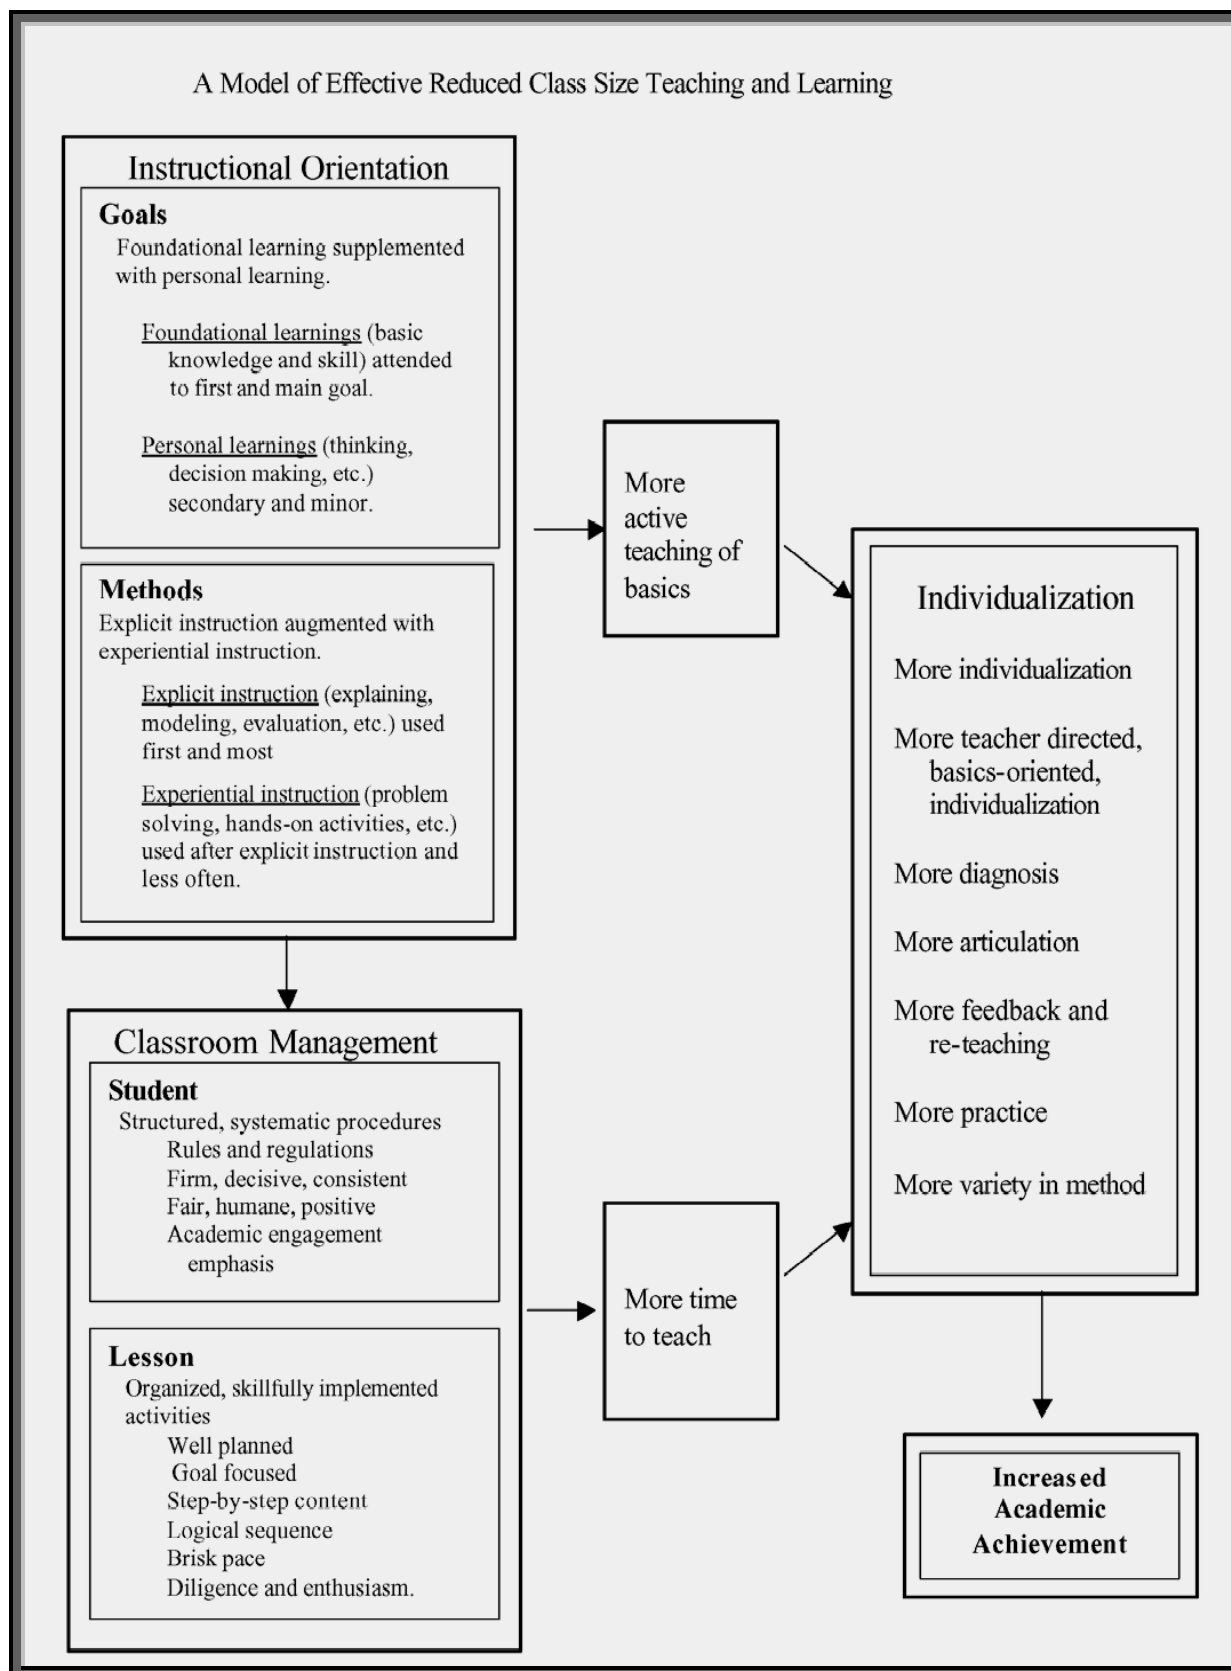 A Model of Effective Reduced Class Size Teaching and Learning
Instructional Orientation
Goals
Foundational learning supplemented
with personal learning.
Foundational learnings (basic
knowledge and skill) attended
to first and main goal.
Personal learnings (thinking,
decision making, etc.)
secondary and minor.
Methods
Explicit instruction augmented with
experiential instruction.
Explicit instruction (explaining,
modeling, evaluation, etc.) used
first and most
Experiential instruction (problem
solving, hands-on activities, etc.)
used after explicit instruction and
less often.
More
active
teaching of
basics
Classroom Management
Student
Structured, systematic procedures
Rules and regulations
Firm, decisive, consistent
Fair, humane, positive
Academic engagement
emphasis
Lesson
Organized, skillfully implemented
activities
Well planned
Goal focused
Step-by-step content
Logical sequence
Brisk pace
Diligence and enthusiasm.
More time
to teach
Individualization
More individualization
More teacher directed,
basics-oriented,
individualization
More diagnosis
More articulation
More feedback and
re-teaching
More practice
More variety in method
Increased
Academic
Achievement